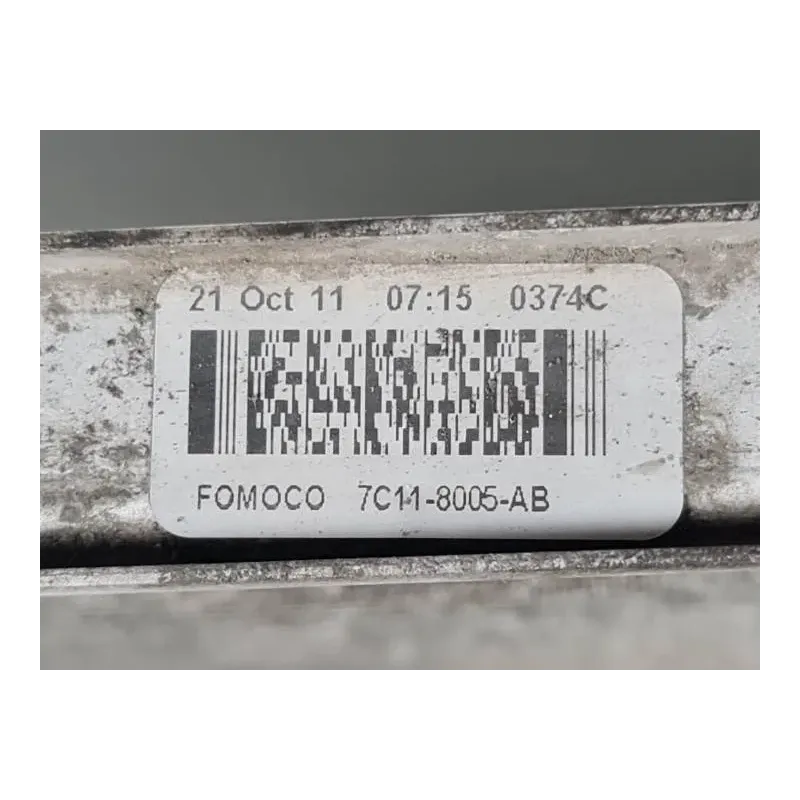 21 Oct 11 07:15 0374C
FOMOCO 7C11-8005-AB